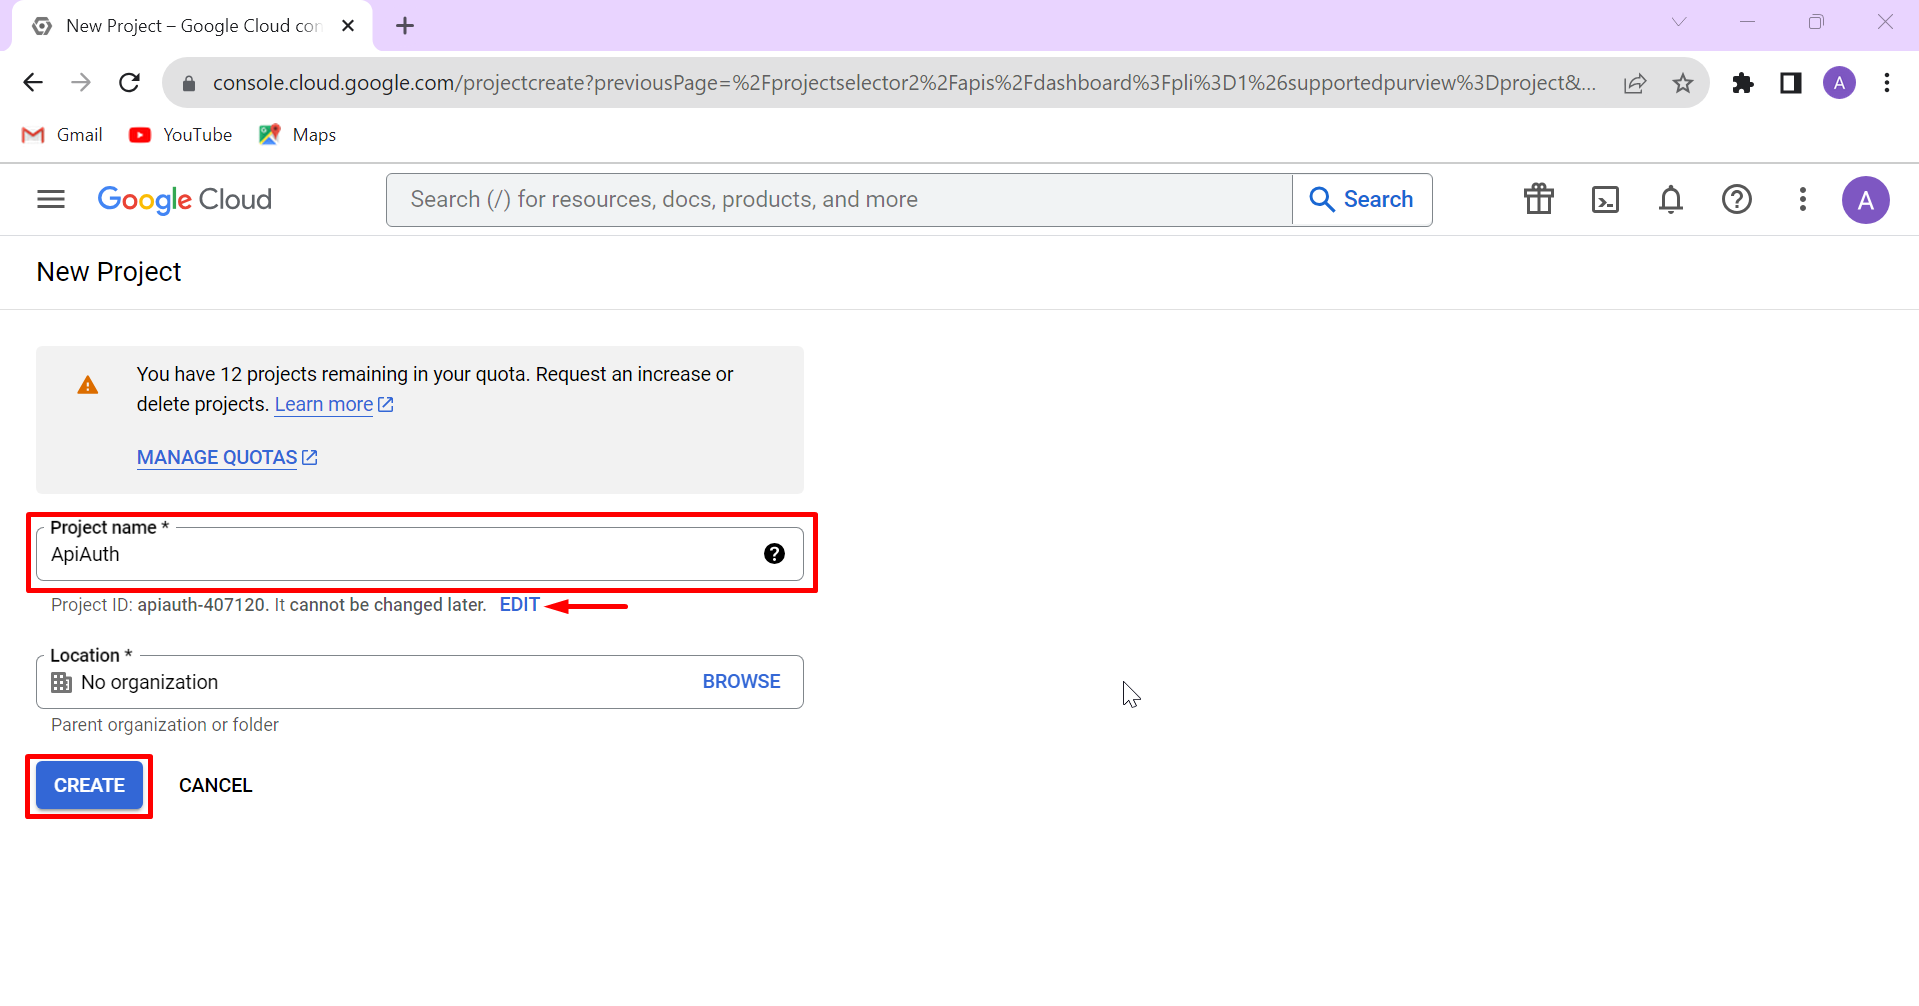 New Project – Google Cloud con
console.cloud.google.com/projectcreate?previousPage=%2Fprojectselector2%2Fapis%2Fdashboard%3Fpli%3D1%26supportedpurview%3Dproject&...
A
Gmail
YouTube
Maps
Google Cloud
Search (/) for resources, docs, products, and more
Search
A
New Project
You have 12 projects remaining in your quota. Request an increase or
delete projects. Learn more
MANAGE QUOTAS
Project name *
ApiAuth
Project ID: apiauth-407120. It cannot be changed later. EDIT
Location *
No organization
BROWSE
Parent organization or folder
CREATE
CANCEL